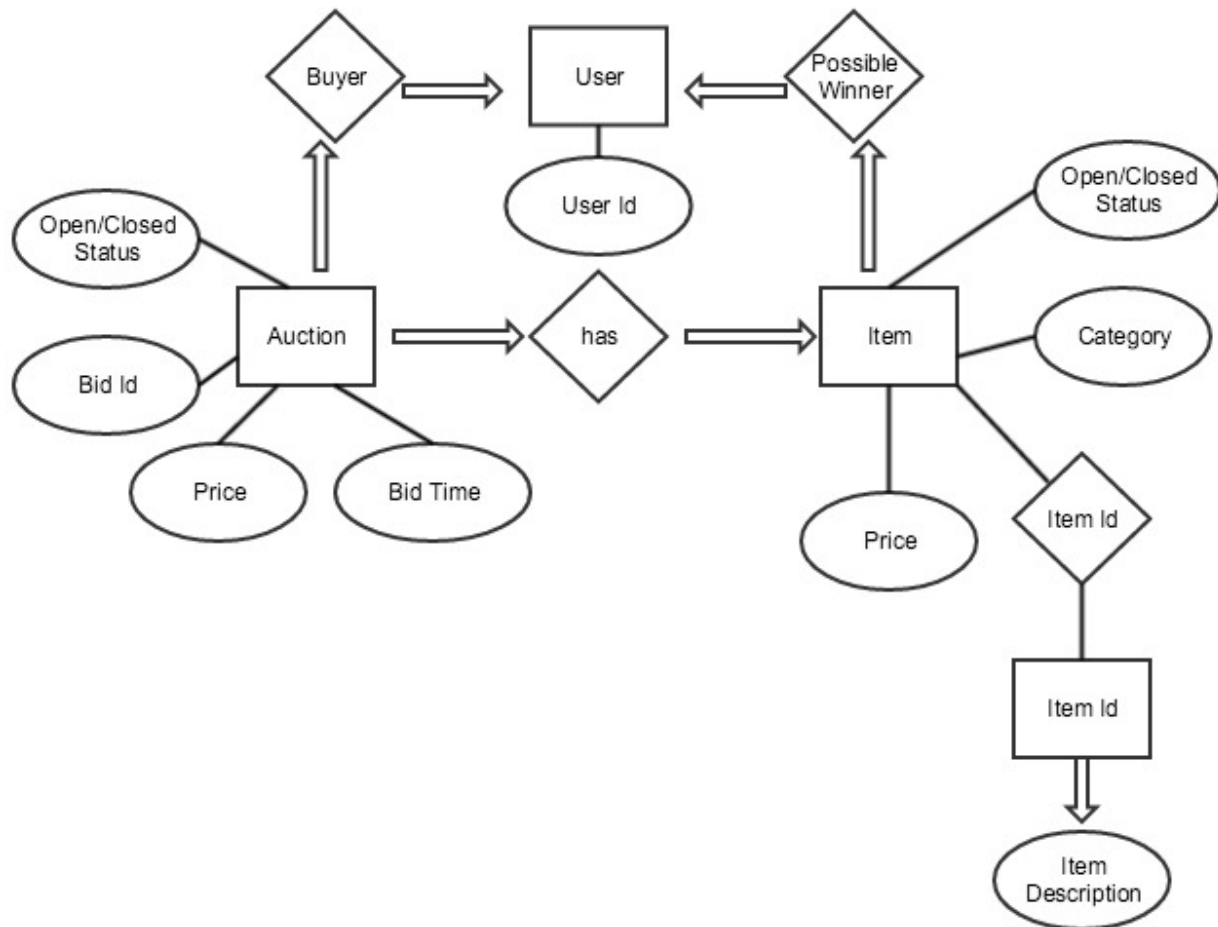 Buyer
User
Possible
Winner
User Id
Open/Closed
Status
Open/Closed
Status
Auction
has
Item
Category
Bid Id
Price
Bid Time
Price
Item Id
Item Id
Item
Description